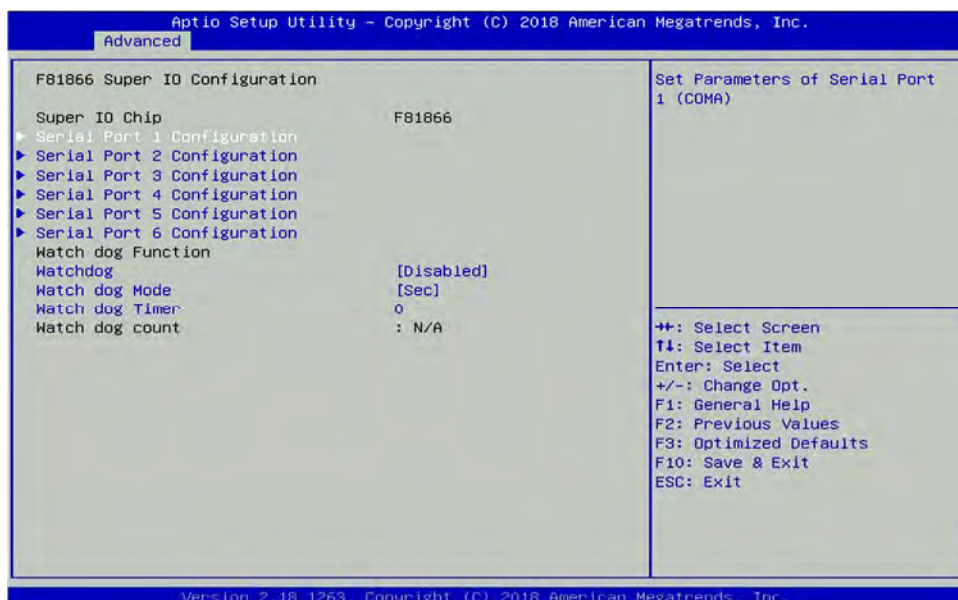 Aptio Setup Utility – Copyright (C) 2018 American Megatrends, Inc.
Advanced
F81866 Super IO Configuration
Super IO Chip F81866
► Serial Port 1 Configuration
► Serial Port 2 Configuration
► Serial Port 3 Configuration
► Serial Port 4 Configuration
► Serial Port 5 Configuration
► Serial Port 6 Configuration
Watch dog Function
Watchdog [Disabled]
Watch dog Mode [Sec]
Watch dog Timer 0
Watch dog count : N/A
Set Parameters of Serial Port
1 (COMA)
→←: Select Screen
↑↓: Select Item
Enter: Select
+/-: Change Opt.
F1: General Help
F2: Previous Values
F3: Optimized Defaults
F10: Save & Exit
ESC: Exit
Version 2.18.1263. Copyright (C) 2018 American Megatrends, Inc.